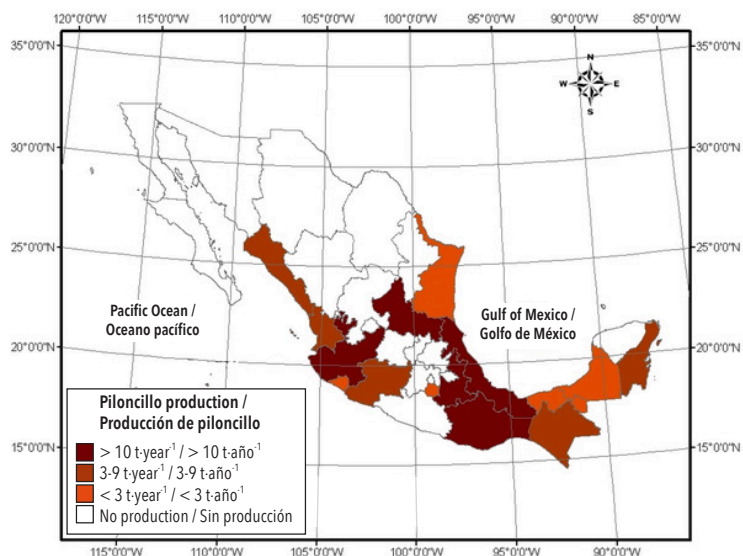 120°0'0"W 115°0'0"W 110°0'0"W 105°0'0"W 100°0'0"W 95°0'0"W 90°0'0"W 85°0'0"W
35°0'0"N 35°0'0"N
N
W E
S
30°0'0"N 30°0'0"N
25°0'0"N 25°0'0"N
Pacific Ocean /
Oceano pacífico
Gulf of Mexico /
Golfo de México
20°0'0"N 20°0'0"N
Piloncillo production /
Producción de piloncillo
> 10 t·year⁻¹ / > 10 t·año⁻¹
3-9 t·year⁻¹ / 3-9 t·año⁻¹
< 3 t·year⁻¹ / < 3 t·año⁻¹
No production / Sin producción
15°0'0"N 15°0'0"N
115°0'0"W 110°0'0"W 105°0'0"W 100°0'0"W 95°0'0"W 90°0'0"W